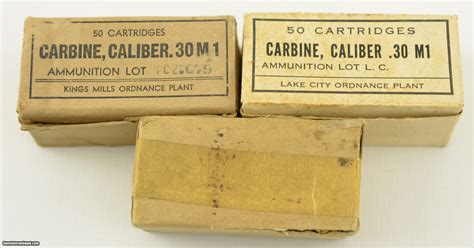 50 CARTRIDGES
CARBINE, CALIBER .30 M1
AMMUNITION LOT
KINGS MILLS ORDNANCE PLANT
50 CARTRIDGES
CARBINE, CALIBER .30 M1
AMMUNITION LOT L. C.
LAKE CITY ORDNANCE PLANT